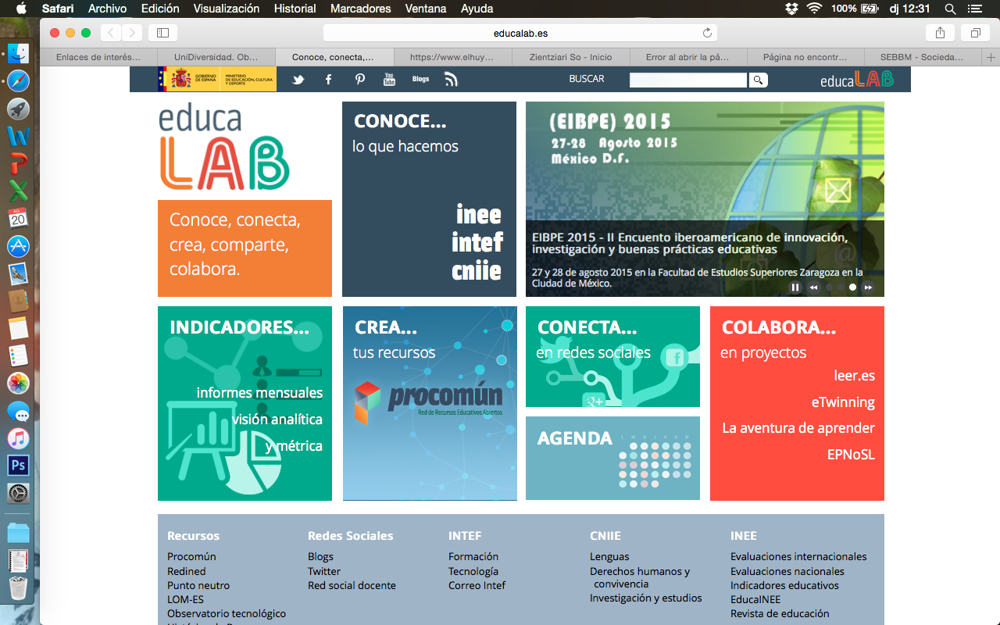 Safari Archivo Edición Visualización Historial Marcadores Ventana Ayuda 100% dj 12:31
educalab.es
Enlaces de interés... UniDiversidad. Ob... Conoce, conecta,... https://www.elhuy... Zientziari So - Inicio Error al abrir la pá... Página no encontr... SEBBM - Socieda...
GOBIERNO DE ESPAÑA
MINISTERIO DE EDUCACIÓN, CULTURA Y DEPORTE
You Tube
Blogs
BUSCAR
educaLAB
educa
LAB
Conoce, conecta,
crea, comparte,
colabora.
CONOCE...
lo que hacemos
inee
intef
cniie
(EIBPE) 2015
27-28 Agosto 2015
México D.F.
EIBPE 2015 - II Encuento iberoamericano de innovación,
investigación y buenas prácticas educativas
27 y 28 de agosto 2015 en la Facultad de Estudios Superiores Zaragoza en la
Ciudad de México.
INDICADORES...
informes mensuales
visión analítica
y métrica
CREA...
tus recursos
procomún
Red de Recursos Educativos Abiertos
CONECTA...
en redes sociales
g+
AGENDA
L M X J V S D
COLABORA...
en proyectos
leer.es
eTwinning
La aventura de aprender
EPNoSL
Recursos
Procomún
Redined
Punto neutro
LOM-ES
Observatorio tecnológico
Redes Sociales
Blogs
Twitter
Red social docente
INTEF
Formación
Tecnología
Correo Intef
CNIIE
Lenguas
Derechos humanos y
convivencia
Investigación y estudios
INEE
Evaluaciones internacionales
Evaluaciones nacionales
Indicadores educativos
EducaINEE
Revista de educación
20
Ps